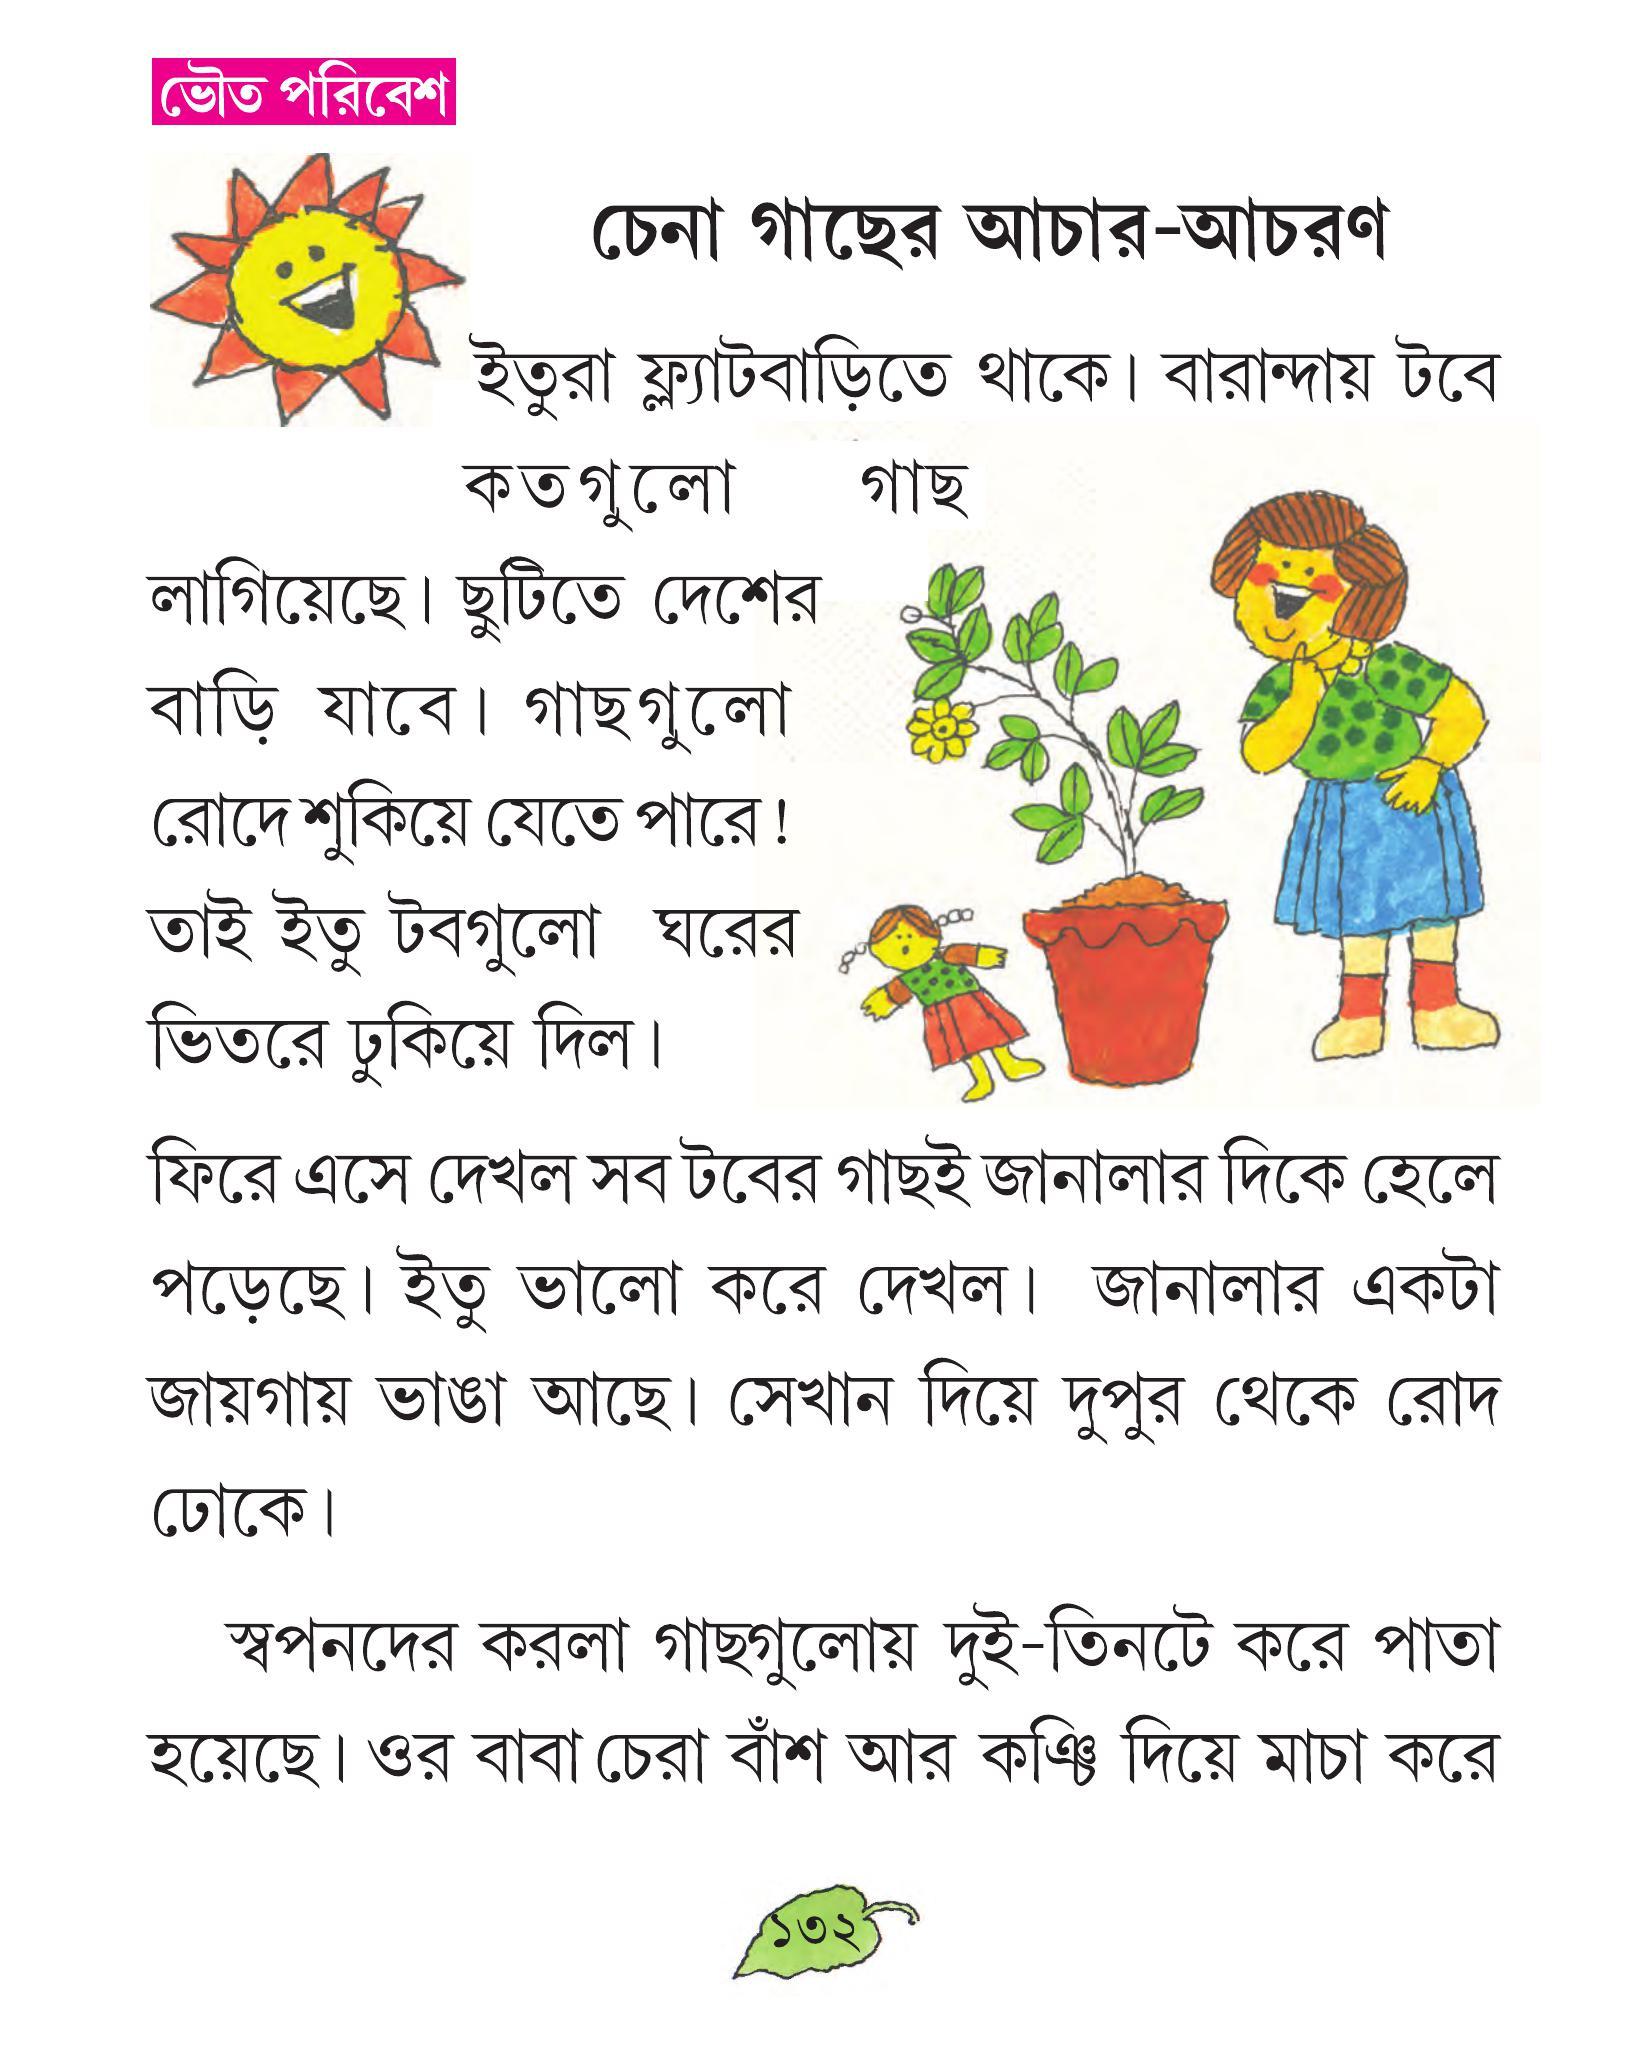 ভৌত পরিবেশ
চেনা গাছের আচার-আচরণ
ইতুরা ফ্ল্যাটবাড়িতে থাকে। বারান্দায় টবে
কতগুলো গাছ
লাগিয়েছে। ছুটিতে দেশের
বাড়ি যাবে। গাছগুলো
রোদে শুকিয়ে যেতে পারে!
তাই ইতু টবগুলো ঘরের
ভিতরে ঢুকিয়ে দিল।
ফিরে এসে দেখল সব টবের গাছই জানালার দিকে হেলে
পড়েছে। ইতু ভালো করে দেখল। জানালার একটা
জায়গায় ভাঙা আছে। সেখান দিয়ে দুপুর থেকে রোদ
ঢোকে।
স্বপনদের করলা গাছগুলোয় দুই-তিনটে করে পাতা
হয়েছে। ওর বাবা চেরা বাঁশ আর কঞ্চি দিয়ে মাচা করে
১৩২